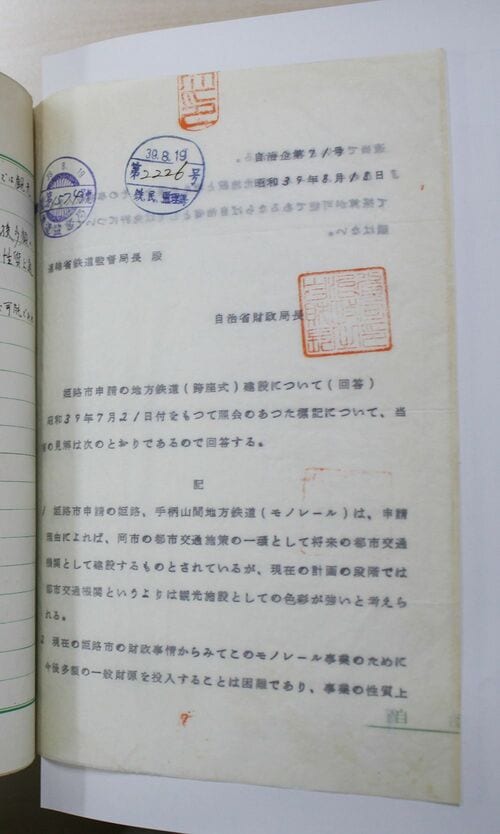 39.8.19
第2226号
鉄民 監理課
自治企第71号
昭和39年8月18日
運輸省鉄道監督局長 殿
自治省財政局長
姫路市申請の地方鉄道(跨座式)建設について(回答)
昭和39年7月21日付をもつて照会のあつた標記について、当
省の見解は次のとおりであるので回答する。
記
1 姫路市申請の姫路、手柄山間地方鉄道(モノレール)は、申請
理由によれば、同市の都市交通施策の一環として将来の都市交通
機関として建設するものとされているが、現在の計画の段階では
都市交通機関というよりは観光施設としての色彩が強いと考えら
れる。
2 現在の姫路市の財政事情からみてこのモノレール事業のために
今後多額の一般財源を投入することは困難であり、事業の性質上
7